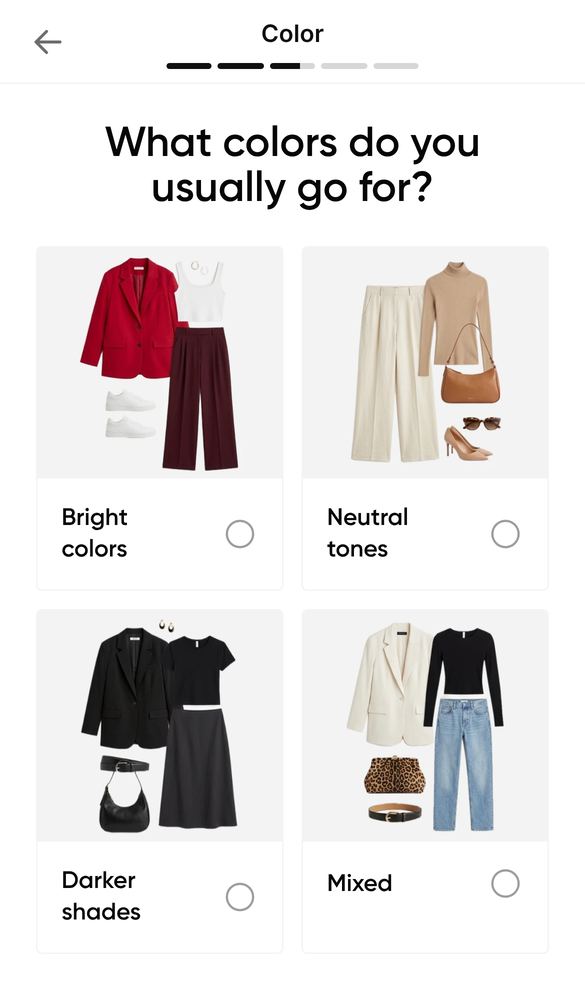 Color
What colors do you
usually go for?
Bright
colors
Neutral
tones
Darker
shades
Mixed